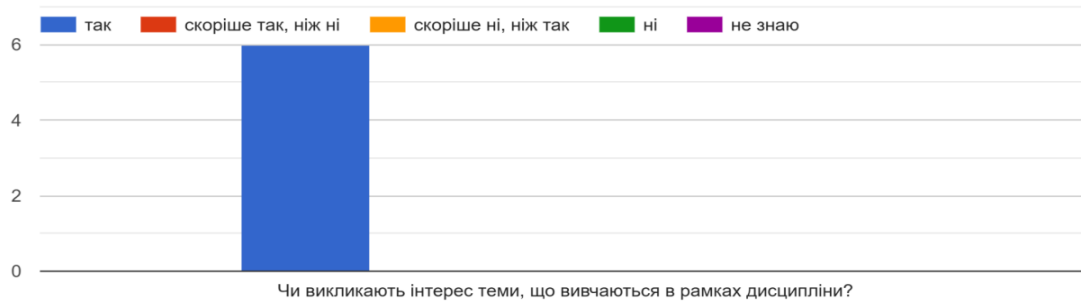 так скоріше так, ніж ні скоріше ні, ніж так ні не знаю
6
4
2
0
Чи викликають інтерес теми, що вивчаються в рамках дисципліни?